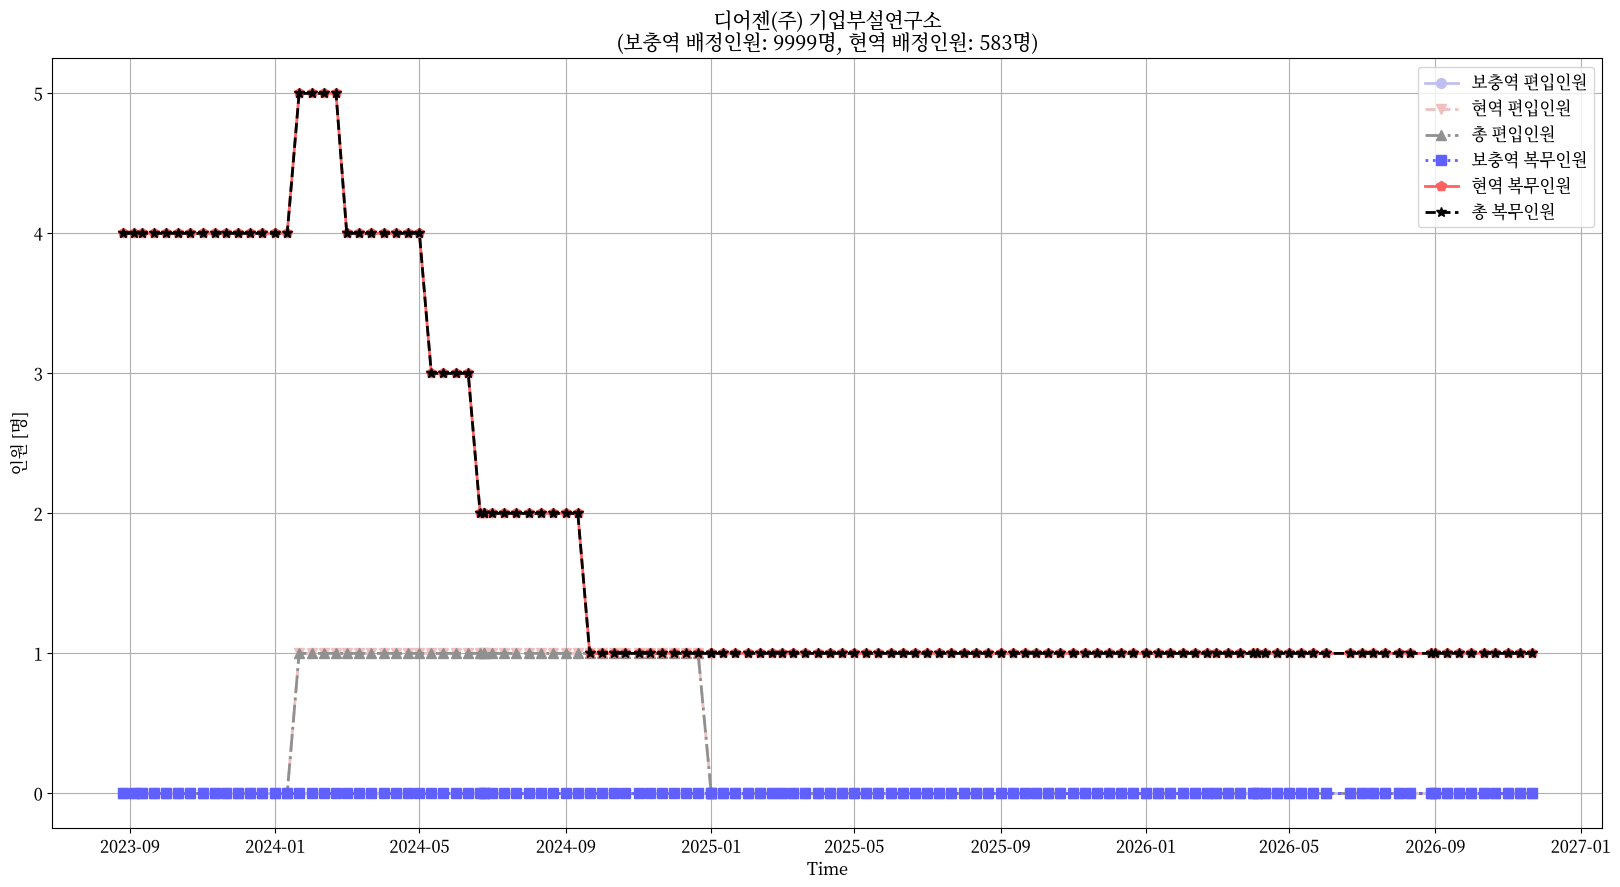 디어젠(주) 기업부설연구소
(보충역 배정인원: 9999명, 현역 배정인원: 583명)
보충역 편입인원
현역 편입인원
총 편입인원
보충역 복무인원
현역 복무인원
총 복무인원
인원 [명]
5
4
3
2
1
0
2023-09
2024-01
2024-05
2024-09
2025-01
2025-05
2025-09
2026-01
2026-05
2026-09
2027-01
Time